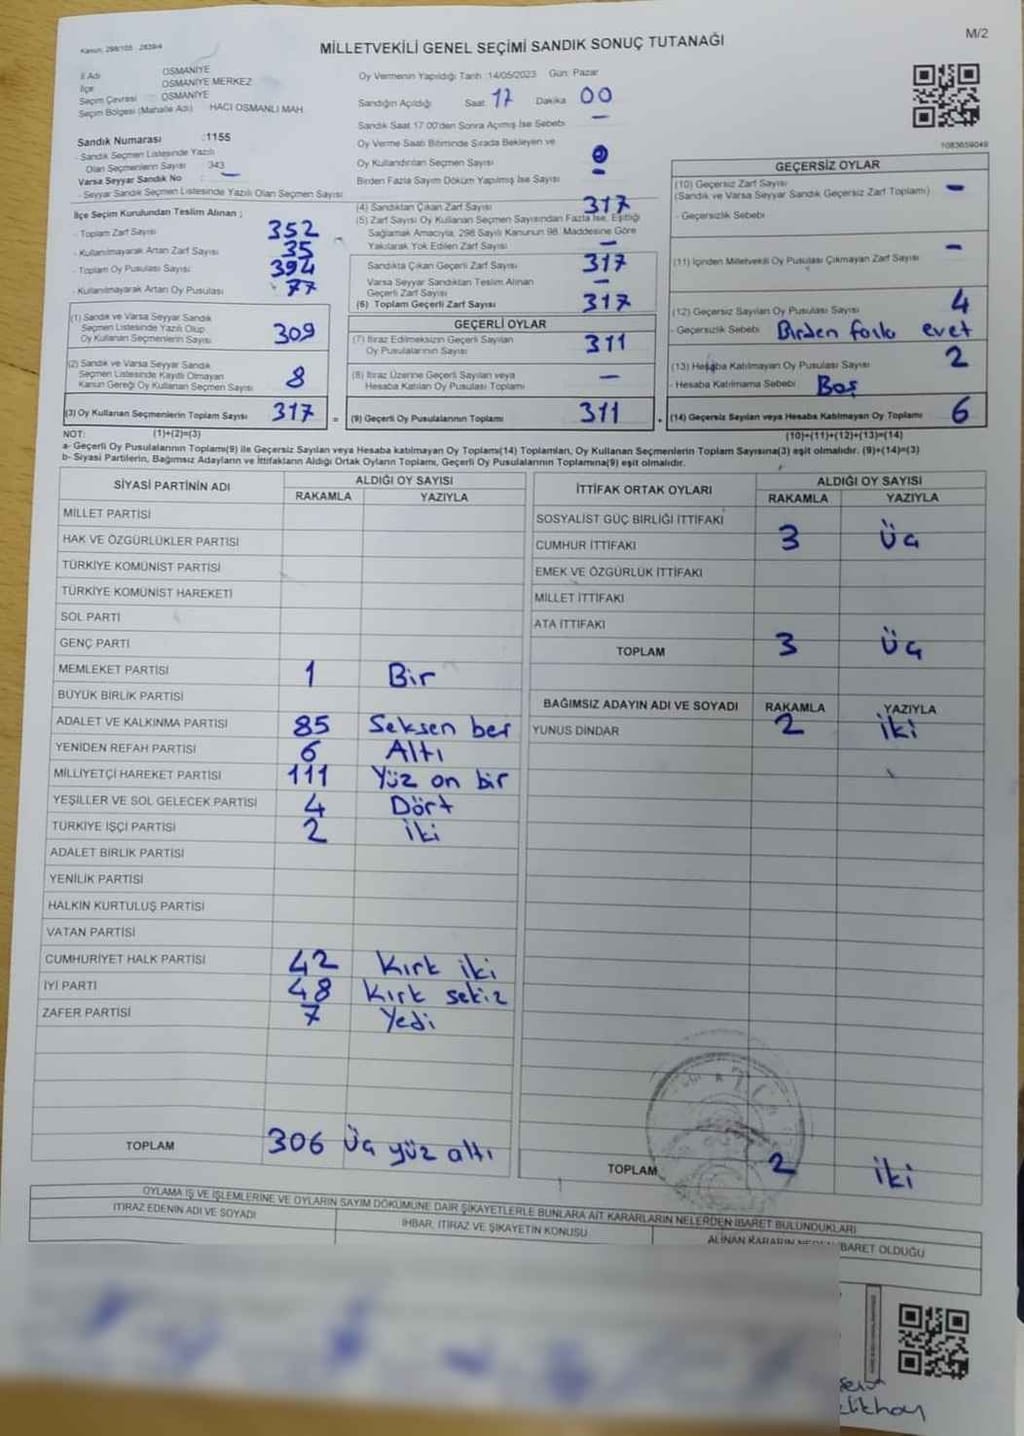 Kanun: 298/105 - 2839/4
M/2
MİLLETVEKİLİ GENEL SEÇİMİ SANDIK SONUÇ TUTANAĞI
İl Adı OSMANİYE
İlçe OSMANİYE MERKEZ
Seçim Çevresi OSMANİYE
Seçim Bölgesi (Mahalle Adı) HACI OSMANLI MAH.
Sandık Numarası :1155
- Sandık Seçmen Listesinde Yazılı
Olan Seçmenlerin Sayısı 343
Varsa Seyyar Sandık No : —
- Seyyar Sandık Seçmen Listesinde Yazılı Olan Seçmen Sayısı
İlçe Seçim Kurulundan Teslim Alınan ;
- Toplam Zarf Sayısı 352
- Kullanılmayarak Artan Zarf Sayısı 35
- Toplam Oy Pusulası Sayısı 394
- Kullanılmayarak Artan Oy Pusulası 77
(1) Sandık ve Varsa Seyyar Sandık
Seçmen Listesinde Yazılı Olup
Oy Kullanan Seçmenlerin Sayısı 309
(2) Sandık ve Varsa Seyyar Sandık
Seçmen Listesinde Kayıtlı Olmayan
Kanun Gereği Oy Kullanan Seçmen Sayısı 8
(3) Oy Kullanan Seçmenlerin Toplam Sayısı 317 =
Oy Vermenin Yapıldığı Tarih :14/05/2023 Gün: Pazar
Sandığın Açıldığı Saat 17 Dakika 00
Sandık Saat 17:00'den Sonra Açılmış İse Sebebi —
Oy Verme Saati Bitiminde Sırada Bekleyen ve
Oy Kullandırılan Seçmen Sayısı
Birden Fazla Sayım Döküm Yapılmış İse Sayısı —
(4) Sandıktan Çıkan Zarf Sayısı 317
(5) Zarf Sayısı Oy Kullanan Seçmen Sayısından Fazla İse, Eşitliği
Sağlamak Amacıyla, 298 Sayılı Kanunun 98. Maddesine Göre
Yakılarak Yok Edilen Zarf Sayısı —
Sandıkta Çıkan Geçerli Zarf Sayısı 317
Varsa Seyyar Sandıktan Teslim Alınan
Geçerli Zarf Sayısı —
(6) Toplam Geçerli Zarf Sayısı 317
GEÇERLİ OYLAR
(7) İtiraz Edilmeksizin Geçerli Sayılan
Oy Pusulalarının Sayısı 311
(8) İtiraz Üzerine Geçerli Sayılan veya
Hesaba Katılan Oy Pusulası Toplamı —
(9) Geçerli Oy Pusulalarının Toplamı 311 +
1083659049
GEÇERSİZ OYLAR
(10) Geçersiz Zarf Sayısı —
(Sandık ve Varsa Seyyar Sandık Geçersiz Zarf Toplamı)
- Geçersizlik Sebebi
(11) İçinden Milletvekili Oy Pusulası Çıkmayan Zarf Sayısı —
(12) Geçersiz Sayılan Oy Pusulası Sayısı 4
- Geçersizlik Sebebi Birden fazla evet
(13) Hesaba Katılmayan Oy Pusulası Sayısı 2
- Hesaba Katılmama Sebebi Boş
(14) Geçersiz Sayılan veya Hesaba Katılmayan Oy Toplamı 6
NOT: (1)+(2)=(3) (10)+(11)+(12)+(13)=(14)
a- Geçerli Oy Pusulalarının Toplamı(9) ile Geçersiz Sayılan veya Hesaba katılmayan Oy Toplamı(14) Toplamları, Oy Kullanan Seçmenlerin Toplam Sayısına(3) eşit olmalıdır. (9)+(14)=(3)
b- Siyasi Partilerin, Bağımsız Adayların ve İttifakların Aldığı Ortak Oyların Toplamı, Geçerli Oy Pusulalarının Toplamına(9) eşit olmalıdır.
SİYASİ PARTİNİN ADI ALDIĞI OY SAYISI
RAKAMLA YAZIYLA
MİLLET PARTİSİ
HAK VE ÖZGÜRLÜKLER PARTİSİ
TÜRKİYE KOMÜNİST PARTİSİ
TÜRKİYE KOMÜNİST HAREKETİ
SOL PARTİ
GENÇ PARTİ
MEMLEKET PARTİSİ 1 Bir
BÜYÜK BİRLİK PARTİSİ
ADALET VE KALKINMA PARTİSİ 85 Seksen beş
YENİDEN REFAH PARTİSİ 6 Altı
MİLLİYETÇİ HAREKET PARTİSİ 111 Yüz on bir
YEŞİLLER VE SOL GELECEK PARTİSİ 4 Dört
TÜRKİYE İŞÇİ PARTİSİ 2 İki
ADALET BİRLİK PARTİSİ
YENİLİK PARTİSİ
HALKIN KURTULUŞ PARTİSİ
VATAN PARTİSİ
CUMHURİYET HALK PARTİSİ 42 Kırk iki
İYİ PARTİ 48 Kırk sekiz
ZAFER PARTİSİ 7 Yedi
TOPLAM 306 Üç yüz altı
İTTİFAK ORTAK OYLARI ALDIĞI OY SAYISI
RAKAMLA YAZIYLA
SOSYALİST GÜÇ BİRLİĞİ İTTİFAKI
CUMHUR İTTİFAKI 3 Üç
EMEK VE ÖZGÜRLÜK İTTİFAKI
MİLLET İTTİFAKI
ATA İTTİFAKI
TOPLAM 3 Üç
BAĞIMSIZ ADAYIN ADI VE SOYADI RAKAMLA YAZIYLA
YUNUS DİNDAR 2 İki
TOPLAM 2 İki
OYLAMA İŞ VE İŞLEMLERİNE VE OYLARIN SAYIM DÖKÜMÜNE DAİR ŞİKAYETLERLE BUNLARA AİT KARARLARIN NELERDEN İBARET BULUNDUKLARI
İTİRAZ EDENİN ADI VE SOYADI İHBAR, İTİRAZ VE ŞİKAYETİN KONUSU ALINAN KARARIN NEDEN İBARET OLDUĞU